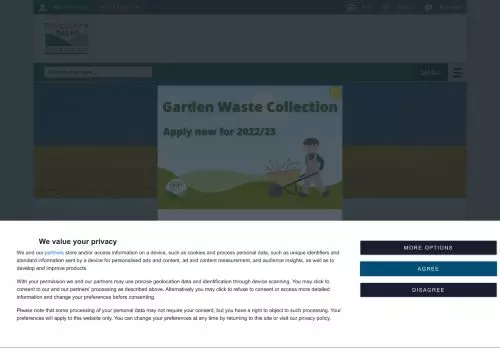 Derbyshire
DALES
Garden Waste Collection
Apply now for 2022/23
We value your privacy
We and our partners store and/or access information on a device, such as cookies and process personal data, such as unique identifiers and
standard information sent by a device for personalised ads and content, ad and content measurement, and audience insights, as well as to
develop and improve products.
With your permission we and our partners may use precise geolocation data and identification through device scanning. You may click to
consent to our and our partners' processing as described above. Alternatively you may click to refuse to consent or access more detailed
information and change your preferences before consenting.
Please note that some processing of your personal data may not require your consent, but you have a right to object to such processing. Your
preferences will apply to this website only. You can change your preferences at any time by returning to this site or visit our privacy policy.
MORE OPTIONS
AGREE
DISAGREE